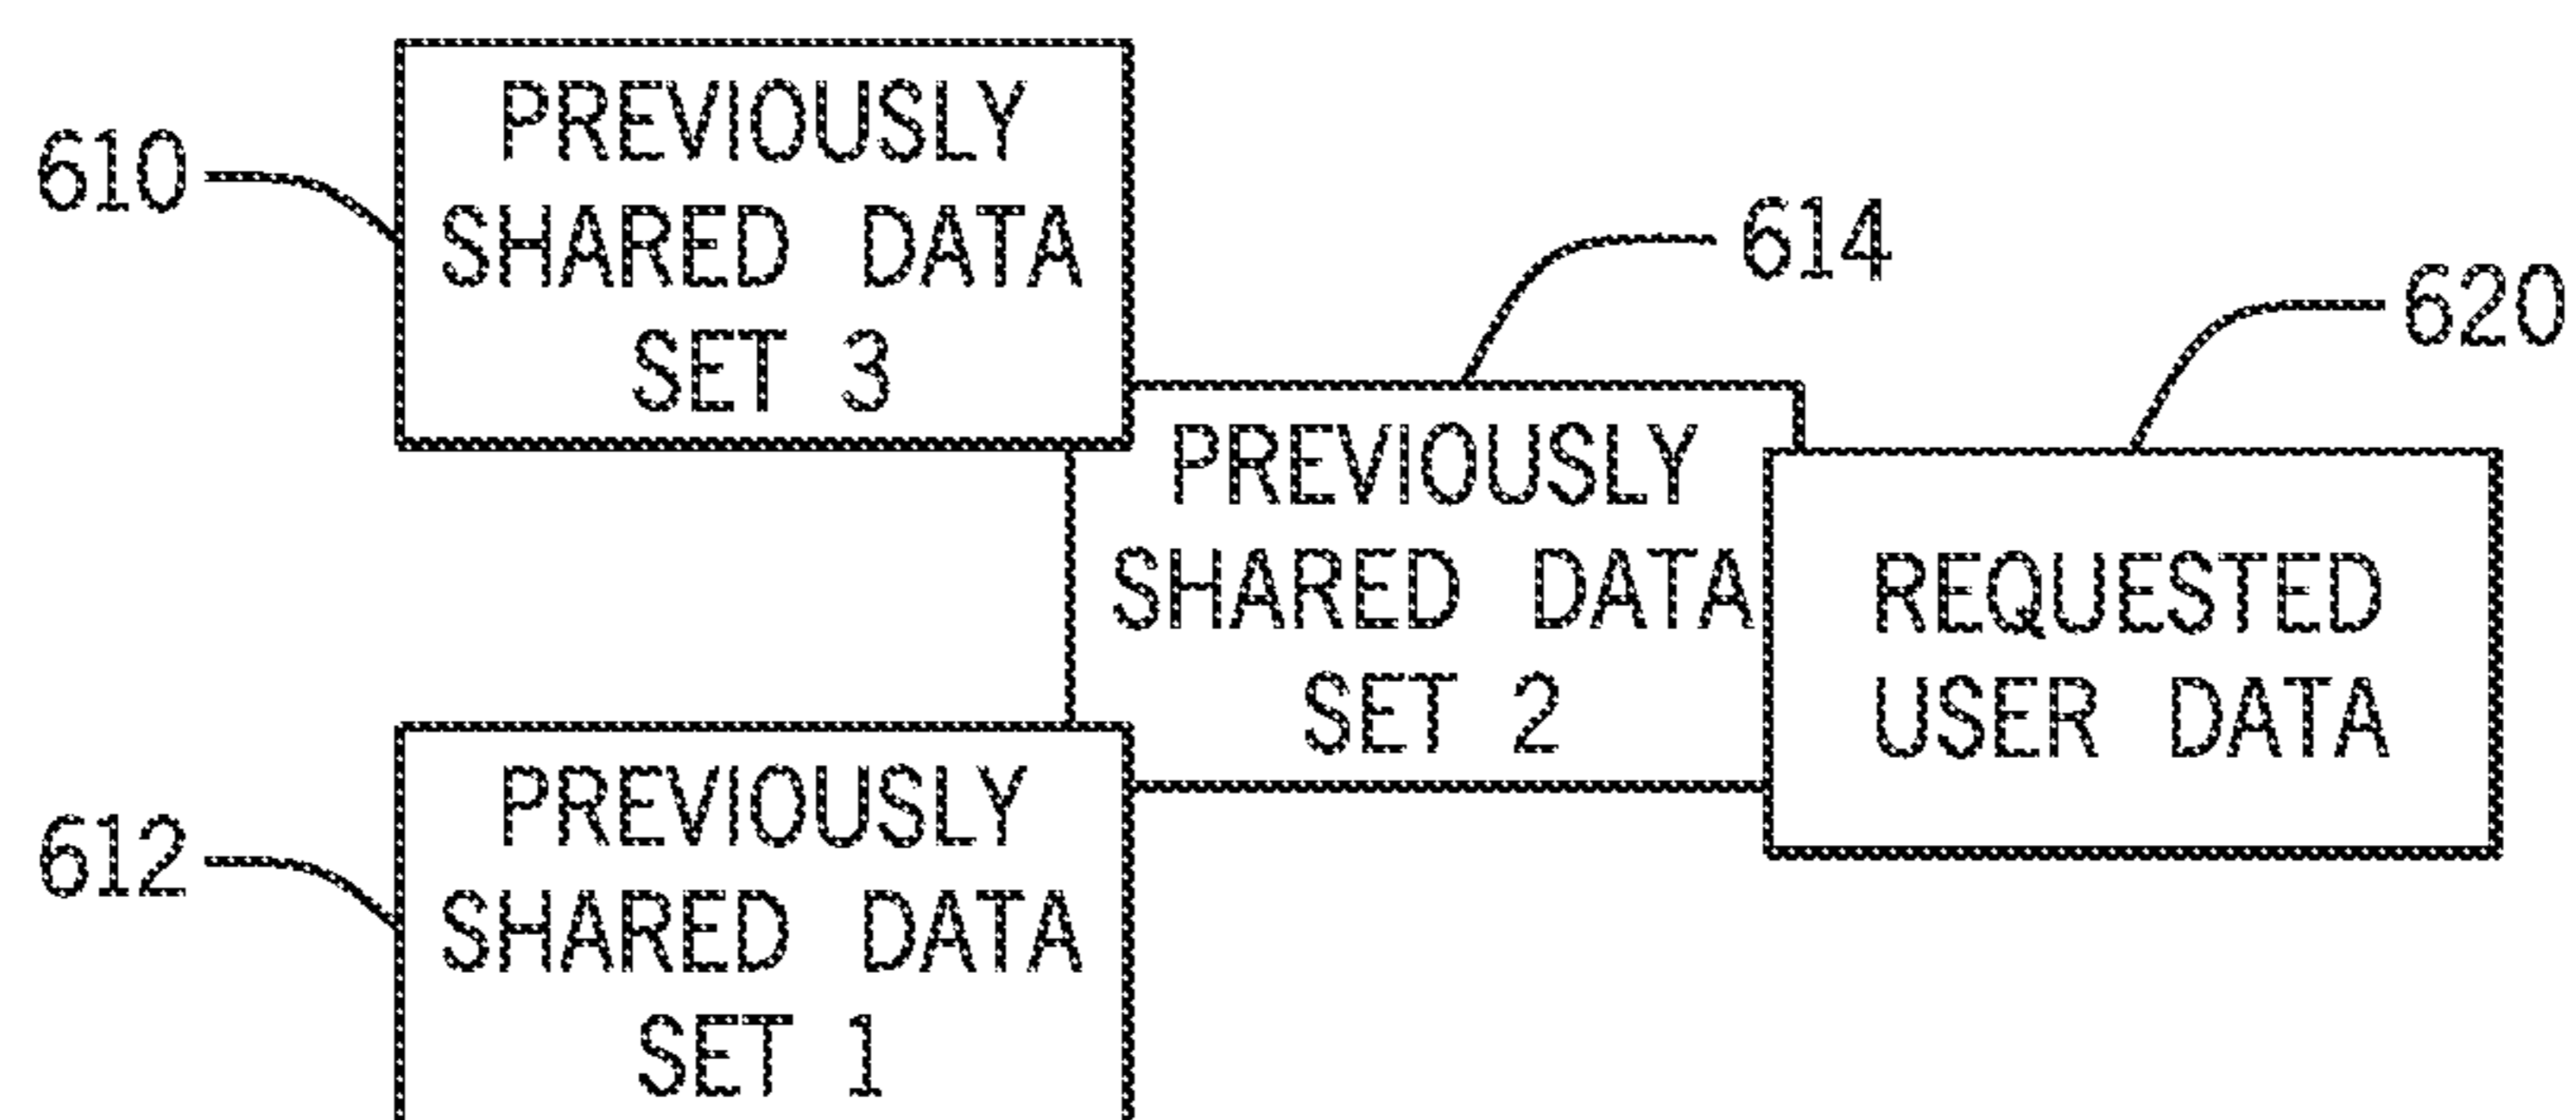 610
PREVIOUSLY
SHARED DATA
SET 3
614
620
PREVIOUSLY
SHARED DATA
SET 2
REQUESTED
USER DATA
612
PREVIOUSLY
SHARED DATA
SET 1